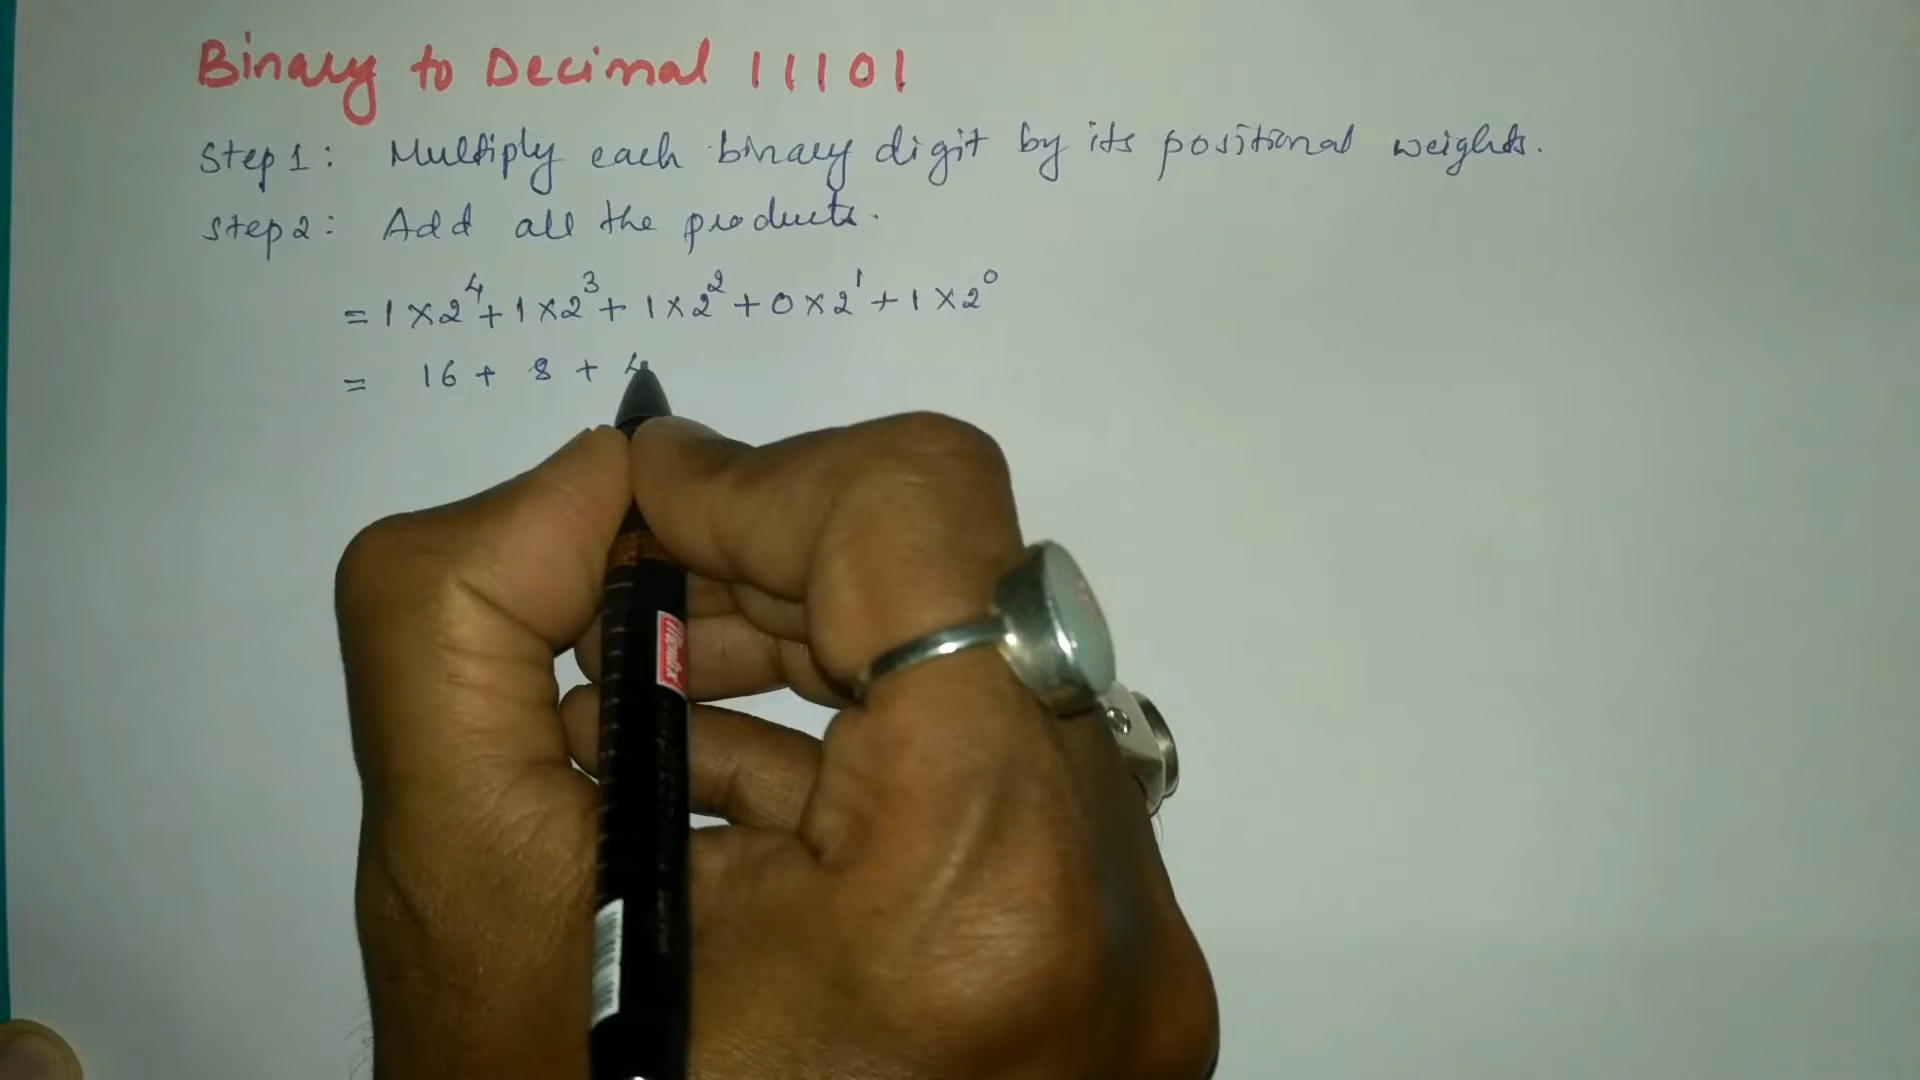 Binary to Decimal 11101
Step 1: Multiply each binary digit by its positional weights.
Step 2: Add all the products.
= 1 × 2⁴ + 1 × 2³ + 1 × 2² + 0 × 2¹ + 1 × 2⁰
= 16 + 8 + 4